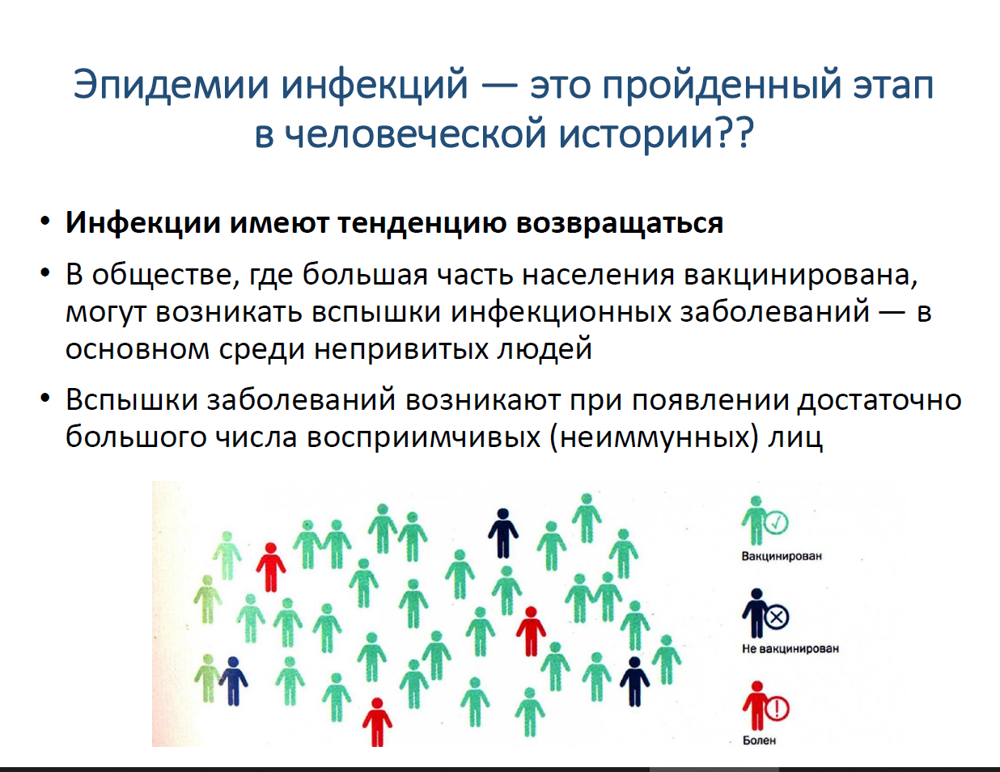 Эпидемии инфекций — это пройденный этап
в человеческой истории??
• Инфекции имеют тенденцию возвращаться
• В обществе, где большая часть населения вакцинирована,
могут возникать вспышки инфекционных заболеваний — в
основном среди непривитых людей
• Вспышки заболеваний возникают при появлении достаточно
большого числа восприимчивых (неиммунных) лиц
Вакцинирован
Не вакцинирован
Болен